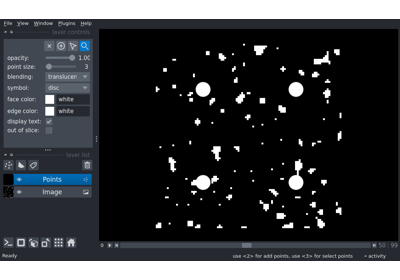 File View Window Plugins Help
layer controls
opacity: 1.00
point size: 3
blending: translucen
symbol: disc
face color: white
edge color: white
display text:
out of slice:
layer list
Points
Image
0 50 99
Ready use <2> for add points, use <3> for select points activity